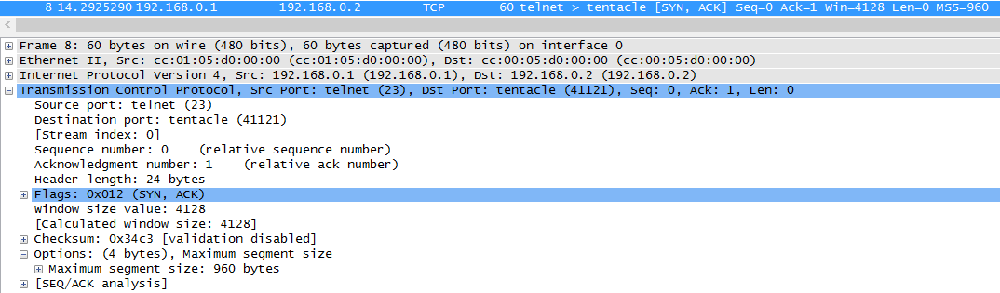 8 14.2925290 192.168.0.1 192.168.0.2 TCP 60 telnet > tentacle [SYN, ACK] Seq=0 Ack=1 Win=4128 Len=0 MSS=960
Frame 8: 60 bytes on wire (480 bits), 60 bytes captured (480 bits) on interface 0
Ethernet II, Src: cc:01:05:d0:00:00 (cc:01:05:d0:00:00), Dst: cc:00:05:d0:00:00 (cc:00:05:d0:00:00)
Internet Protocol Version 4, Src: 192.168.0.1 (192.168.0.1), Dst: 192.168.0.2 (192.168.0.2)
Transmission Control Protocol, Src Port: telnet (23), Dst Port: tentacle (41121), Seq: 0, Ack: 1, Len: 0
Source port: telnet (23)
Destination port: tentacle (41121)
[Stream index: 0]
Sequence number: 0 (relative sequence number)
Acknowledgment number: 1 (relative ack number)
Header length: 24 bytes
Flags: 0x012 (SYN, ACK)
Window size value: 4128
[Calculated window size: 4128]
Checksum: 0x34c3 [validation disabled]
Options: (4 bytes), Maximum segment size
Maximum segment size: 960 bytes
[SEQ/ACK analysis]